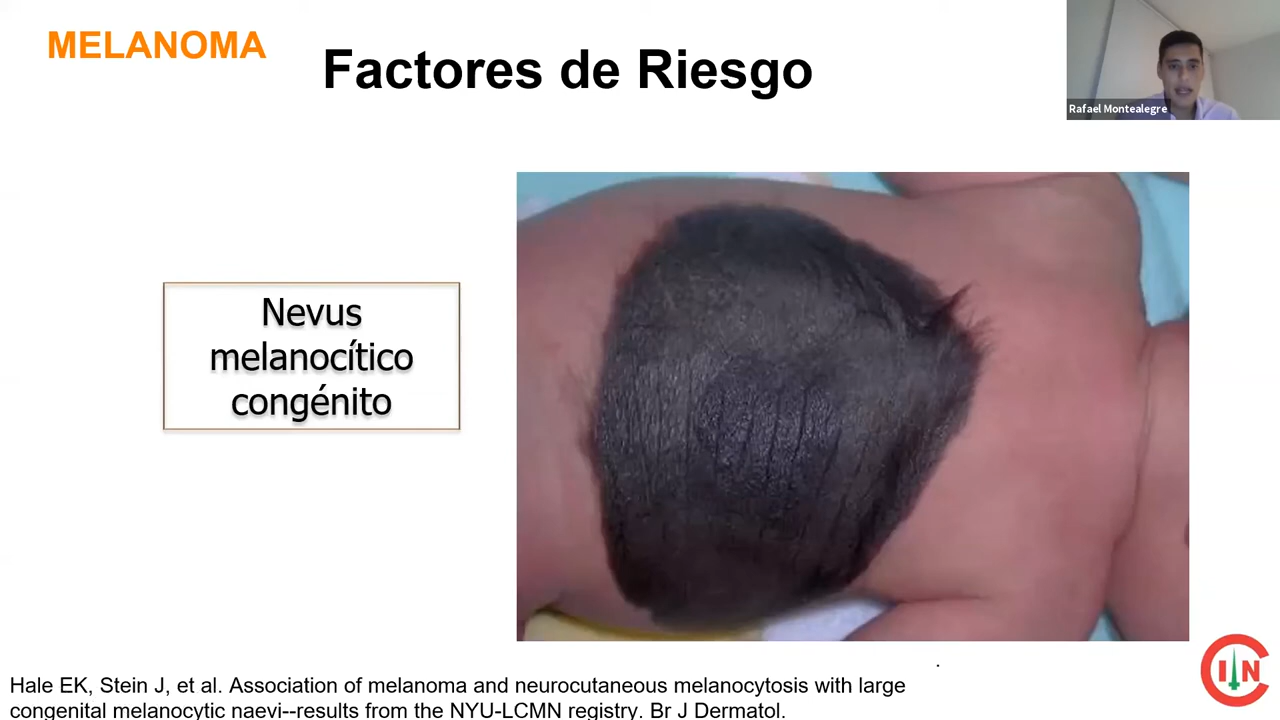 MELANOMA
Factores de Riesgo
Rafael Montealegre
Nevus
melanocítico
congénito
Hale EK, Stein J, et al. Association of melanoma and neurocutaneous melanocytosis with large
congenital melanocytic naevi--results from the NYU-LCMN registry. Br J Dermatol.
CIN